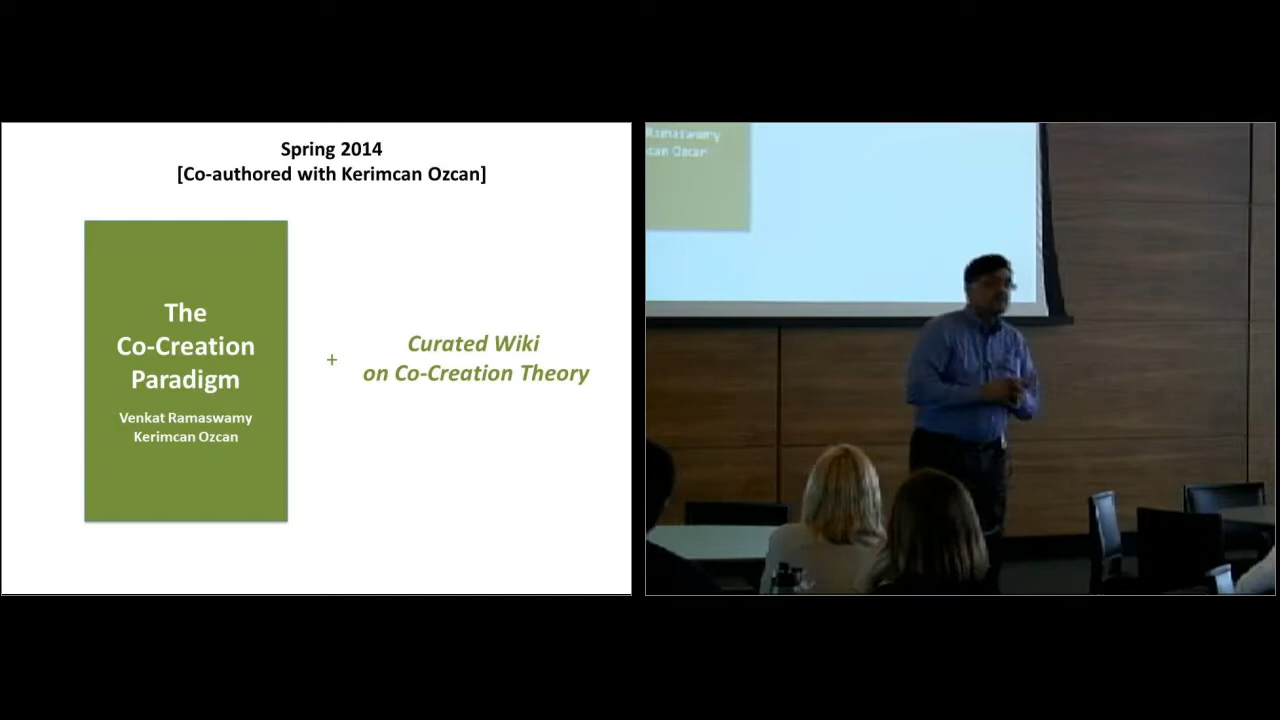 Spring 2014
[Co-authored with Kerimcan Ozcan]
The
Co-Creation
Paradigm
Venkat Ramaswamy
Kerimcan Ozcan
+
Curated Wiki
on Co-Creation Theory
Ramaswamy
can Ozcan